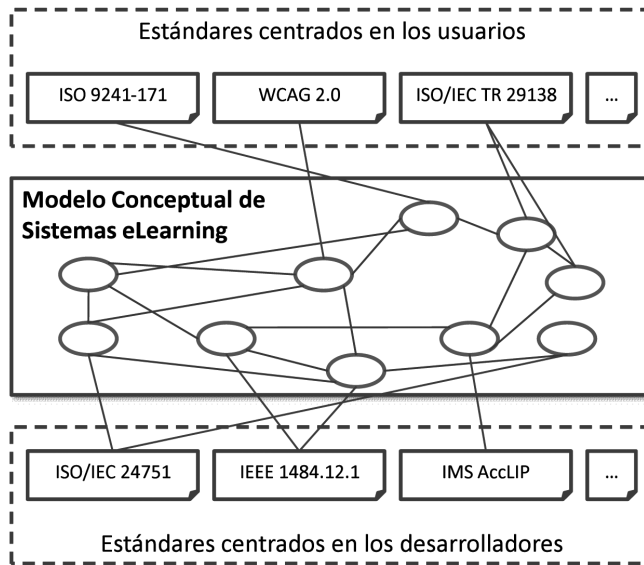 Estándares centrados en los usuarios
ISO 9241-171
WCAG 2.0
ISO/IEC TR 29138
...
Modelo Conceptual de
Sistemas eLearning
ISO/IEC 24751
IEEE 1484.12.1
IMS AccLIP
...
Estándares centrados en los desarrolladores